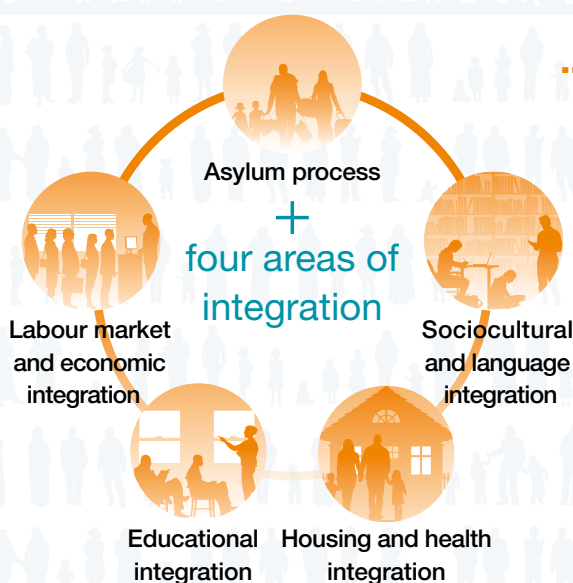 Asylum process
+
four areas of
integration
Labour market
and economic
integration
Sociocultural
and language
integration
Educational
integration
Housing and health
integration